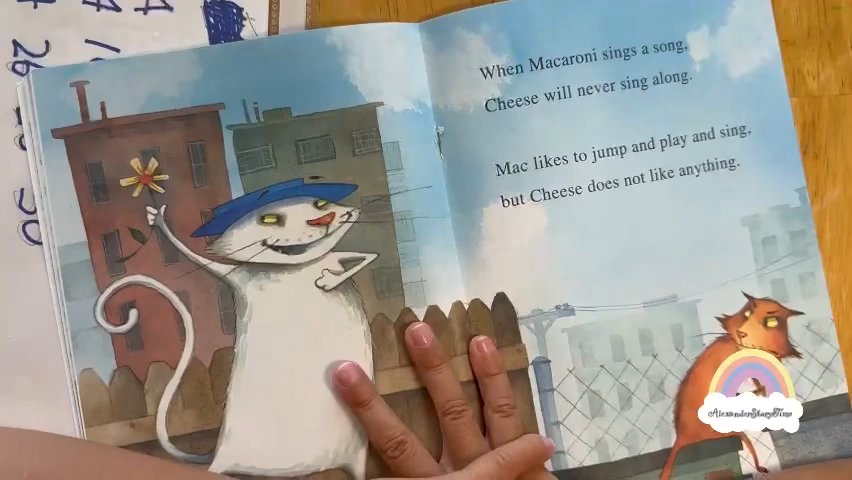 When Macaroni sings a song,
Cheese will never sing along.
Mac likes to jump and play and sing,
but Cheese does not like anything.
AlexanderStoryTime